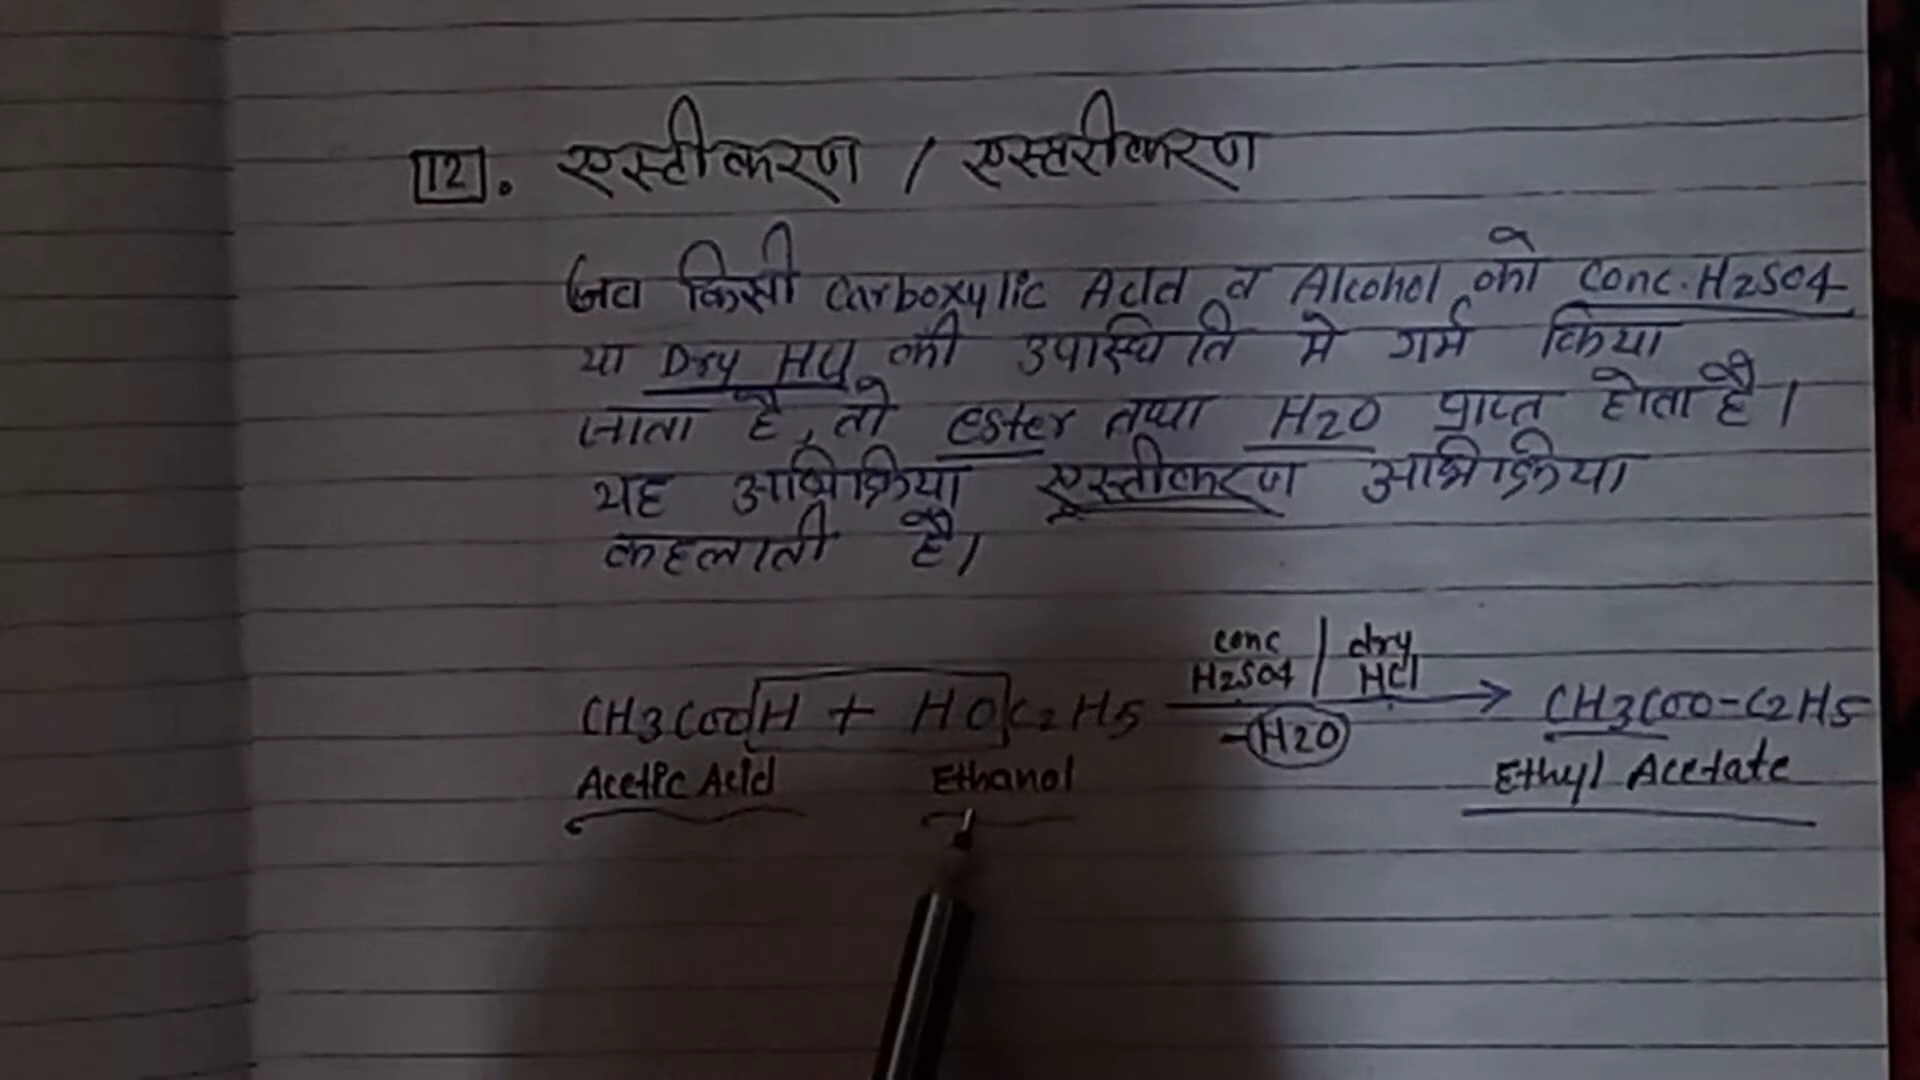 12. एस्टीकरण / एस्टरीकरण
जब किसी Carboxylic Acid व Alcohol को Conc. H2SO4
या Dry HCl की उपास्थिति मे गर्म किया
जाता है, तो ester तथा H2O प्राप्त होता है।
यह अभिक्रिया एस्तीकरण अभिक्रिया
कहलाती है।
conc H2SO4 | dry HCl
CH3COOH + HOC2H5 → CH3COO-C2H5
-H2O
Acetic Acid Ethanol Ethyl Acetate